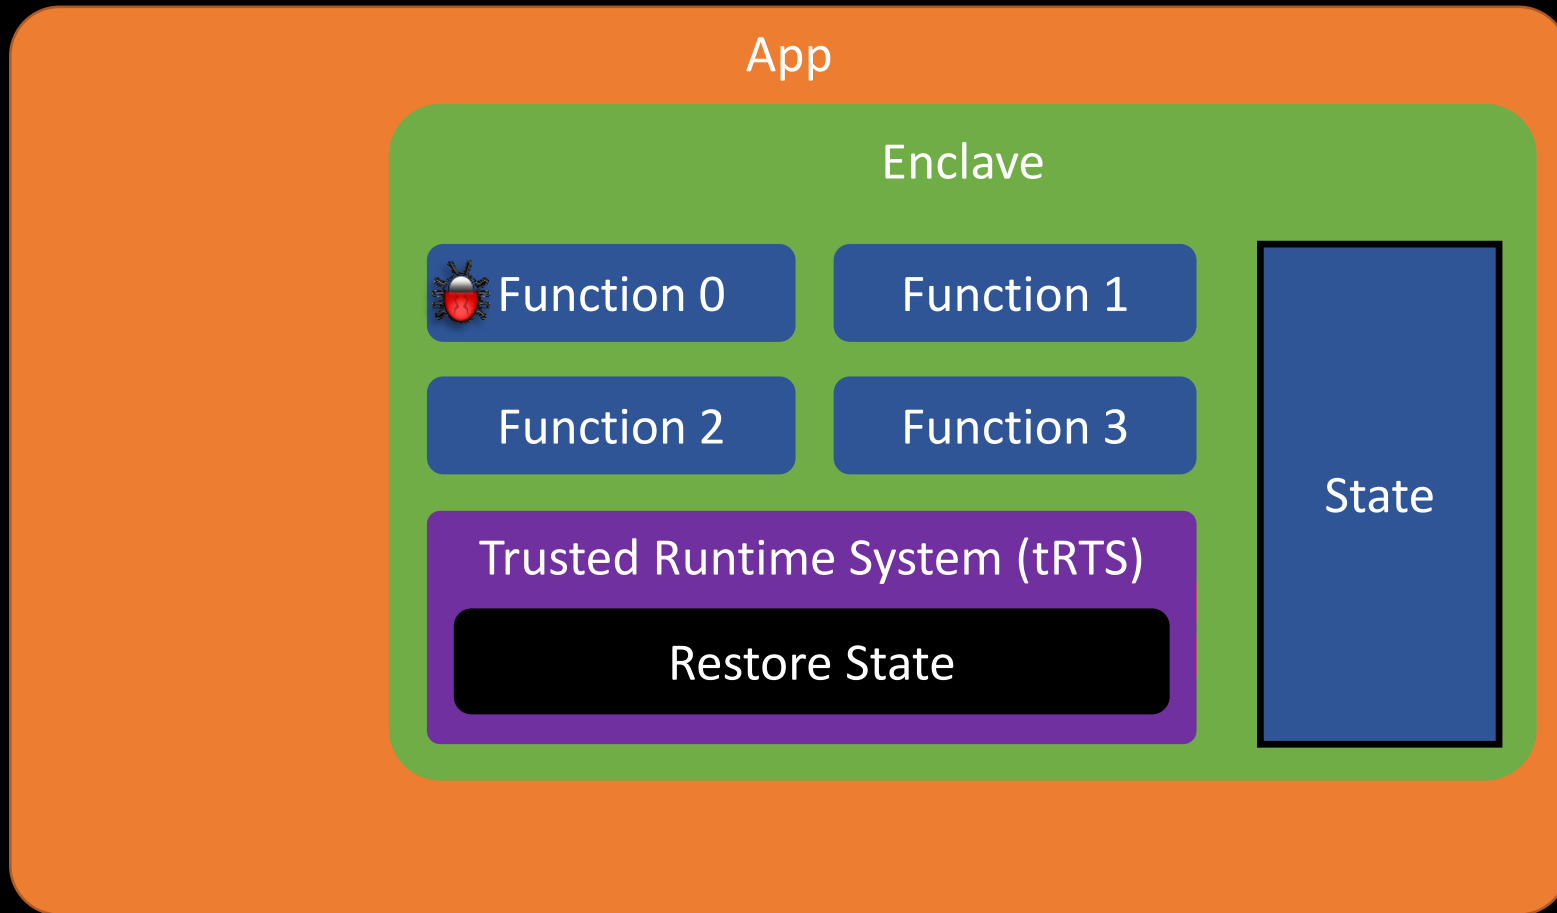 App
Enclave
Function 0
Function 1
Function 2
Function 3
State
Trusted Runtime System (tRTS)
Restore State